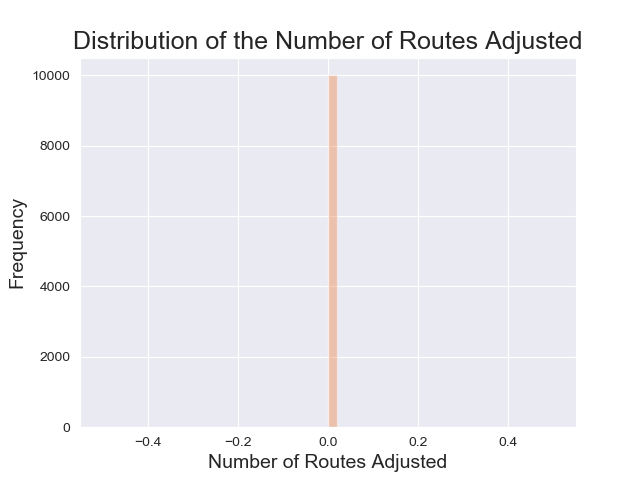 Distribution of the Number of Routes Adjusted
10000
8000
6000
4000
2000
0
Frequency
−0.4 −0.2 0.0 0.2 0.4
Number of Routes Adjusted